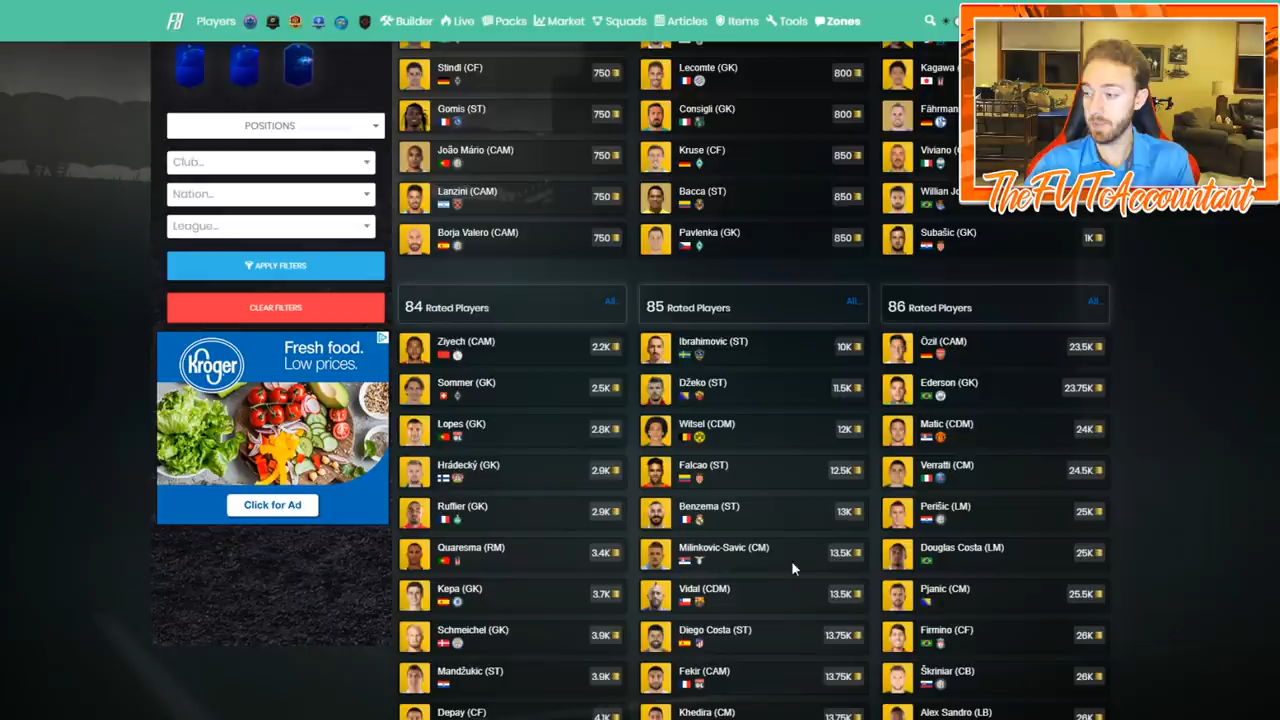 FB Players Builder Live Packs Market Squads Articles Items Tools Zones
POSITIONS
Club...
Nation...
League...
APPLY FILTERS
CLEAR FILTERS
Kroger
Fresh food.
Low prices.
Click for Ad
Stindl (CF) 750
Gomis (ST) 750
João Mário (CAM) 750
Lanzini (CAM) 750
Borja Valero (CAM) 750
Lecomte (GK) 800
Consigli (GK) 800
Kruse (CF) 850
Bacca (ST) 850
Pavlenka (GK) 850
Kagawa
Fährman
Viviano
Willian Jo
Subašic (GK) 1K
TheFUTAccountant
84 Rated Players All..
Ziyech (CAM) 2.2K
Sommer (GK) 2.5K
Lopes (GK) 2.8K
Hrádecký (GK) 2.9K
Ruffier (GK) 2.9K
Quaresma (RM) 3.4K
Kepa (GK) 3.7K
Schmeichel (GK) 3.9K
Mandžukic (ST) 3.9K
Depay (CF) 4.1K
85 Rated Players All..
Ibrahimovic (ST) 10K
Džeko (ST) 11.5K
Witsel (CDM) 12K
Falcao (ST) 12.5K
Benzema (ST) 13K
Milinkovic-Savic (CM) 13.5K
Vidal (CDM) 13.5K
Diego Costa (ST) 13.75K
Fekir (CAM) 13.75K
Khedira (CM) 13.75K
86 Rated Players All..
Özil (CAM) 23.5K
Ederson (GK) 23.75K
Matic (CDM) 24K
Verratti (CM) 24.5K
Perišic (LM) 25K
Douglas Costa (LM) 25K
Pjanic (CM) 25.5K
Firmino (CF) 26K
Škriniar (CB) 26K
Alex Sandro (LB) 26K